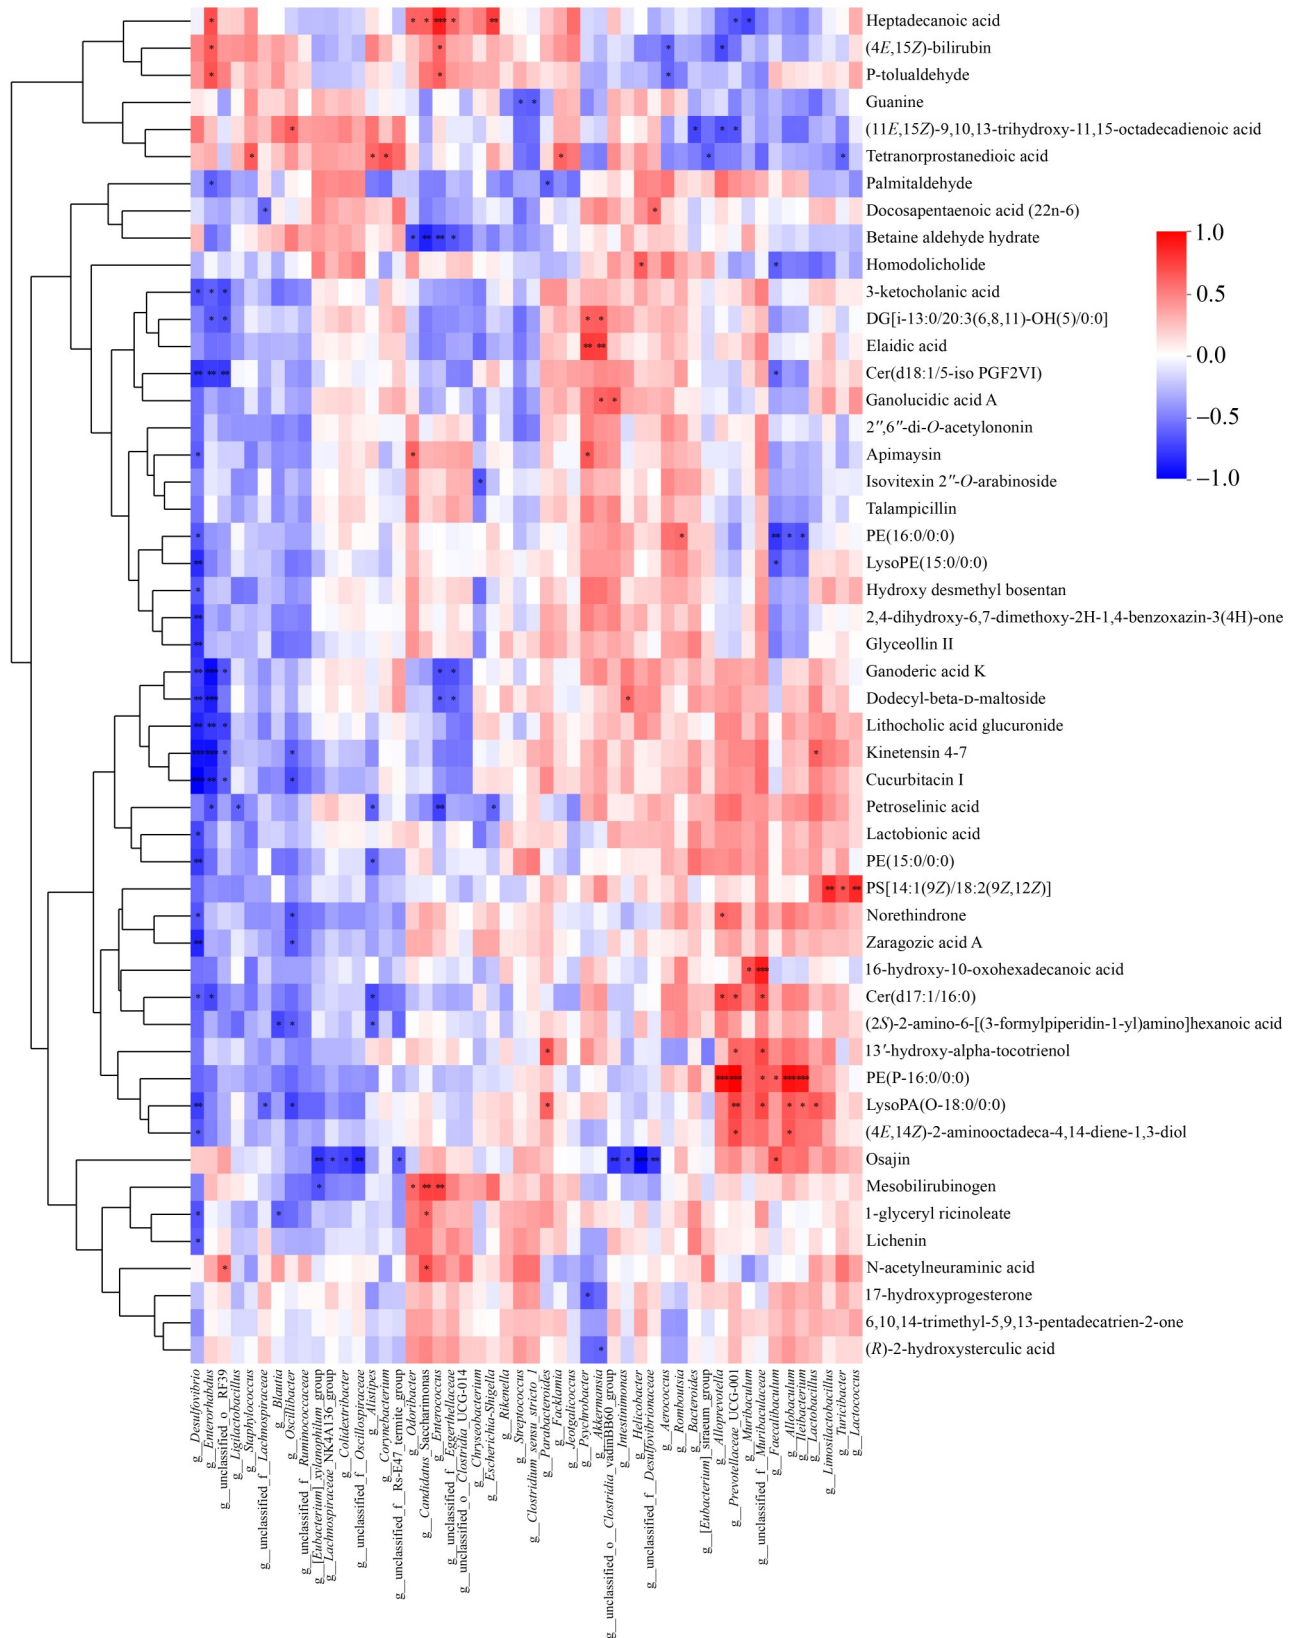 Heptadecanoic acid
(4E,15Z)-bilirubin
P-tolualdehyde
Guanine
(11E,15Z)-9,10,13-trihydroxy-11,15-octadecadienoic acid
Tetranorprostanedioic acid
Palmitaldehyde
Docosapentaenoic acid (22n-6)
Betaine aldehyde hydrate
Homodolicholide
3-ketocholanic acid
DG[i-13:0/20:3(6,8,11)-OH(5)/0:0]
Elaidic acid
Cer(d18:1/5-iso PGF2VI)
Ganolucidic acid A
2″,6″-di-O-acetylononin
Apimaysin
Isovitexin 2″-O-arabinoside
Talampicillin
PE(16:0/0:0)
LysoPE(15:0/0:0)
Hydroxy desmethyl bosentan
2,4-dihydroxy-6,7-dimethoxy-2H-1,4-benzoxazin-3(4H)-one
Glyceollin II
Ganoderic acid K
Dodecyl-beta-ᴅ-maltoside
Lithocholic acid glucuronide
Kinetensin 4-7
Cucurbitacin I
Petroselinic acid
Lactobionic acid
PE(15:0/0:0)
PS[14:1(9Z)/18:2(9Z,12Z)]
Norethindrone
Zaragozic acid A
16-hydroxy-10-oxohexadecanoic acid
Cer(d17:1/16:0)
(2S)-2-amino-6-[(3-formylpiperidin-1-yl)amino]hexanoic acid
13′-hydroxy-alpha-tocotrienol
PE(P-16:0/0:0)
LysoPA(O-18:0/0:0)
(4E,14Z)-2-aminooctadeca-4,14-diene-1,3-diol
Osajin
Mesobilirubinogen
1-glyceryl ricinoleate
Lichenin
N-acetylneuraminic acid
17-hydroxyprogesterone
6,10,14-trimethyl-5,9,13-pentadecatrien-2-one
(R)-2-hydroxysterculic acid
1.0
0.5
0.0
−0.5
−1.0
g__Desulfovibrio
g__Enterorhabdus
g__unclassified_o__RF39
g__Ligilactobacillus
g__Staphylococcus
g__unclassified_f__Lachnospiraceae
g__Blautia
g__Oscillibacter
g__unclassified_f__Ruminococcaceae
g__[Eubacterium]_xylanophilum_group
g__Lachnospiraceae_NK4A136_group
g__Colidextribacter
g__unclassified_f__Oscillospiraceae
g__Alistipes
g__Corynebacterium
g__unclassified_f__Rs-E47_termite_group
g__Odoribacter
g__Candidatus_Saccharimonas
g__Enterococcus
g__unclassified_f__Eggerthellaceae
g__unclassified_o__Clostridia_UCG-014
g__Chryseobacterium
g__Escherichia-Shigella
g__Rikenella
g__Streptococcus
g__Clostridium_sensu_stricto_1
g__Parabacteroides
g__Facklamia
g__Jeotgalicoccus
g__Psychrobacter
g__Akkermansia
g__unclassified_o__Clostridia_vadinBB60_group
g__Intestinimonas
g__Helicobacter
g__unclassified_f__Desulfovibrionaceae
g__Aerococcus
g__Romboutsia
g__Bacteroides
g__[Eubacterium]_siraeum_group
g__Alloprevotella
g__Prevotellaceae_UCG-001
g__Muribaculum
g__unclassified_f__Muribaculaceae
g__Faecalibaculum
g__Allobaculum
g__Ileibacterium
g__Lactobacillus
g__Limosilactobacillus
g__Turicibacter
g__Lactococcus